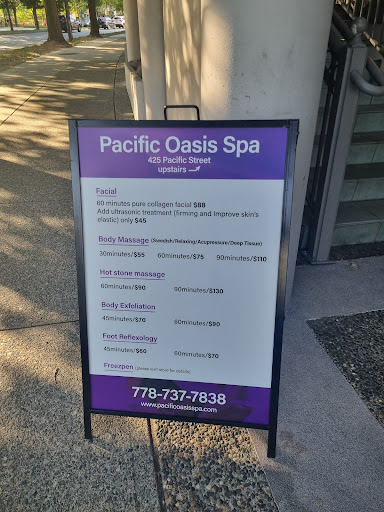 Pacific Oasis Spa
425 Pacific Street
upstairs
Facial
60 minutes pure collagen facial $88
Add ultrasonic treatment (firming and Improve skin's
elastic) only $45
Body Massage (Swedish/Relaxing/Acupressure/Deep Tissue)
30minutes/$55 60minutes/$75 90minutes/$110
Hot stone massage
60minutes/$90 90minutes/$130
Body Exfoliation
45minutes/$70 60minutes/$90
Foot Reflexology
45minutes/$60 60minutes/$70
778-737-7838
www.pacificoasisspa.com